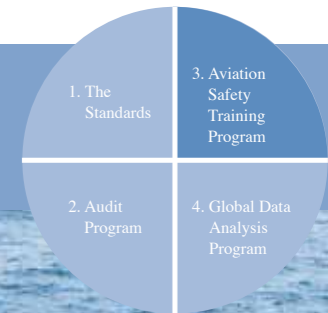 1. The
Standards
3. Aviation
Safety
Training
Program
2. Audit
Program
4. Global Data
Analysis
Program